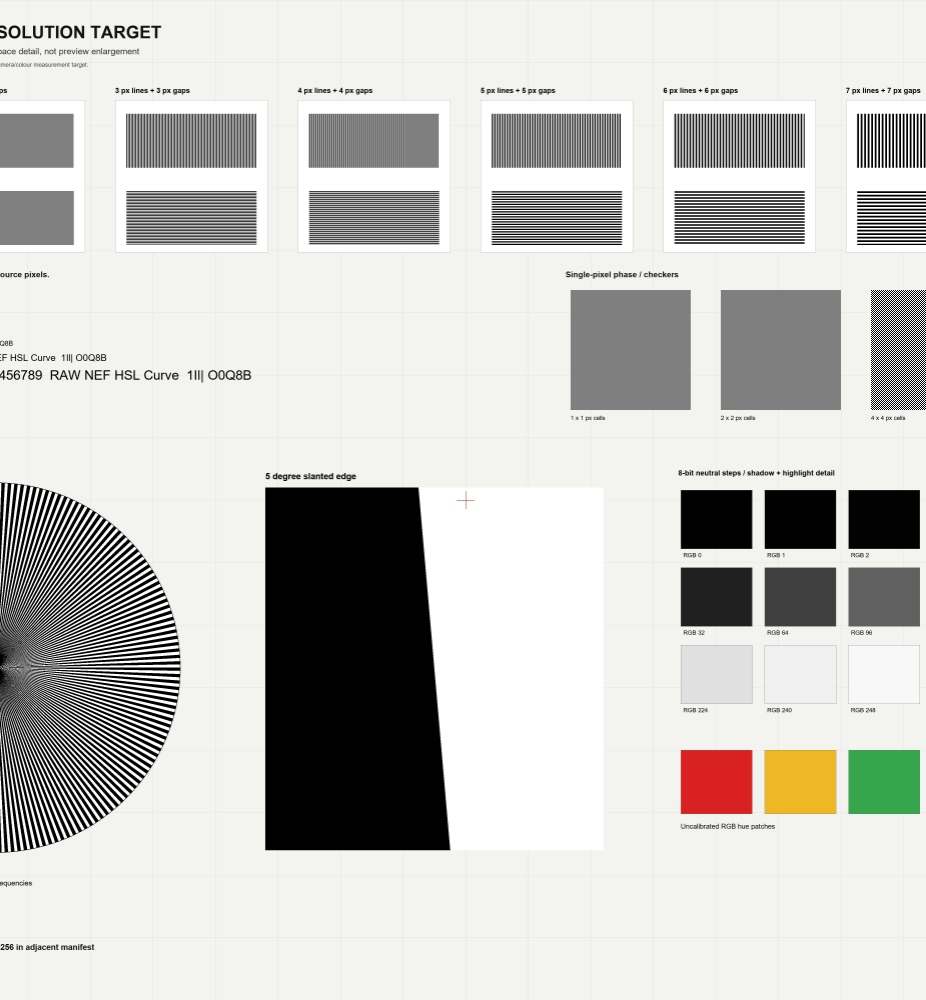 SOLUTION TARGET
pace detail, not preview enlargement
mera/colour measurement target.
ps
3 px lines + 3 px gaps
4 px lines + 4 px gaps
5 px lines + 5 px gaps
6 px lines + 6 px gaps
7 px lines + 7 px gaps
ource pixels.
Single-pixel phase / checkers
Q8B
EF HSL Curve  1Il| O0Q8B
456789  RAW NEF HSL Curve  1Il| O0Q8B
1 x 1 px cells
2 x 2 px cells
4 x 4 px cells
5 degree slanted edge
8-bit neutral steps / shadow + highlight detail
RGB 0
RGB 1
RGB 2
RGB 32
RGB 64
RGB 96
RGB 224
RGB 240
RGB 248
Uncalibrated RGB hue patches
equencies
256 in adjacent manifest